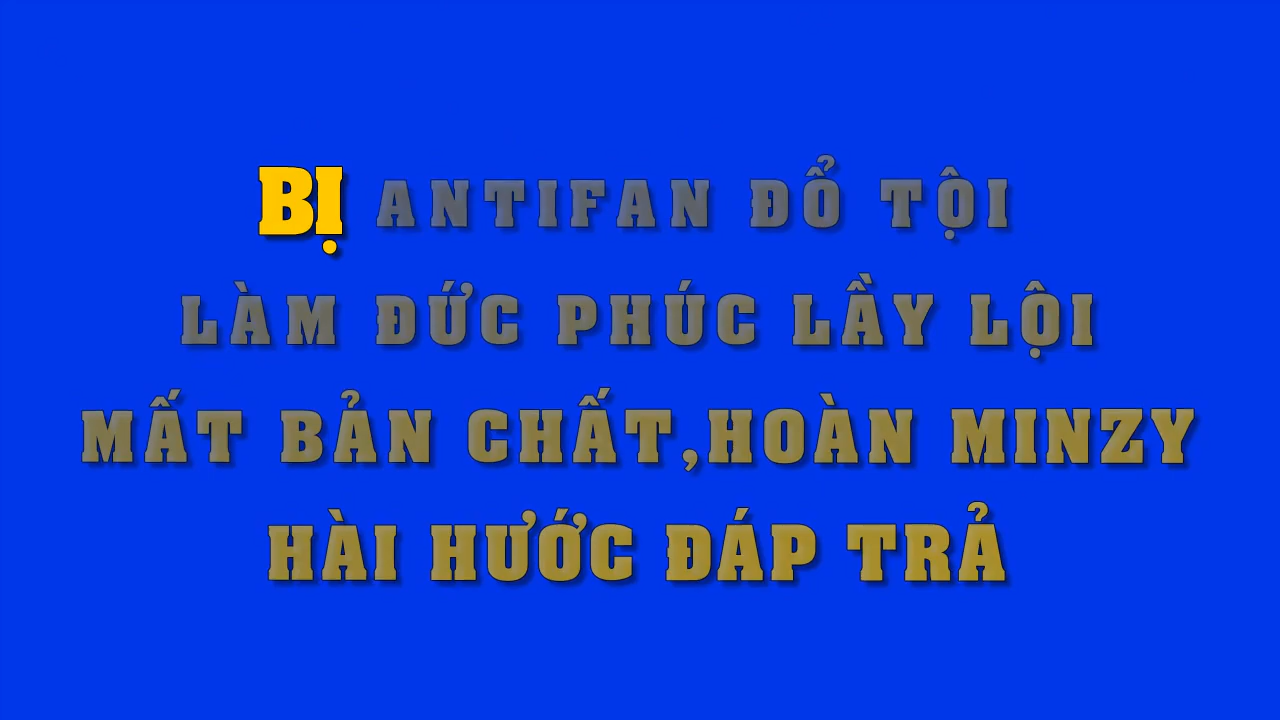 BỊ ANTIFAN ĐỔ TỘI
LÀM ĐỨC PHÚC LẦY LỘI
MẤT BẢN CHẤT,HOÀN MINZY
HÀI HƯỚC ĐÁP TRẢ